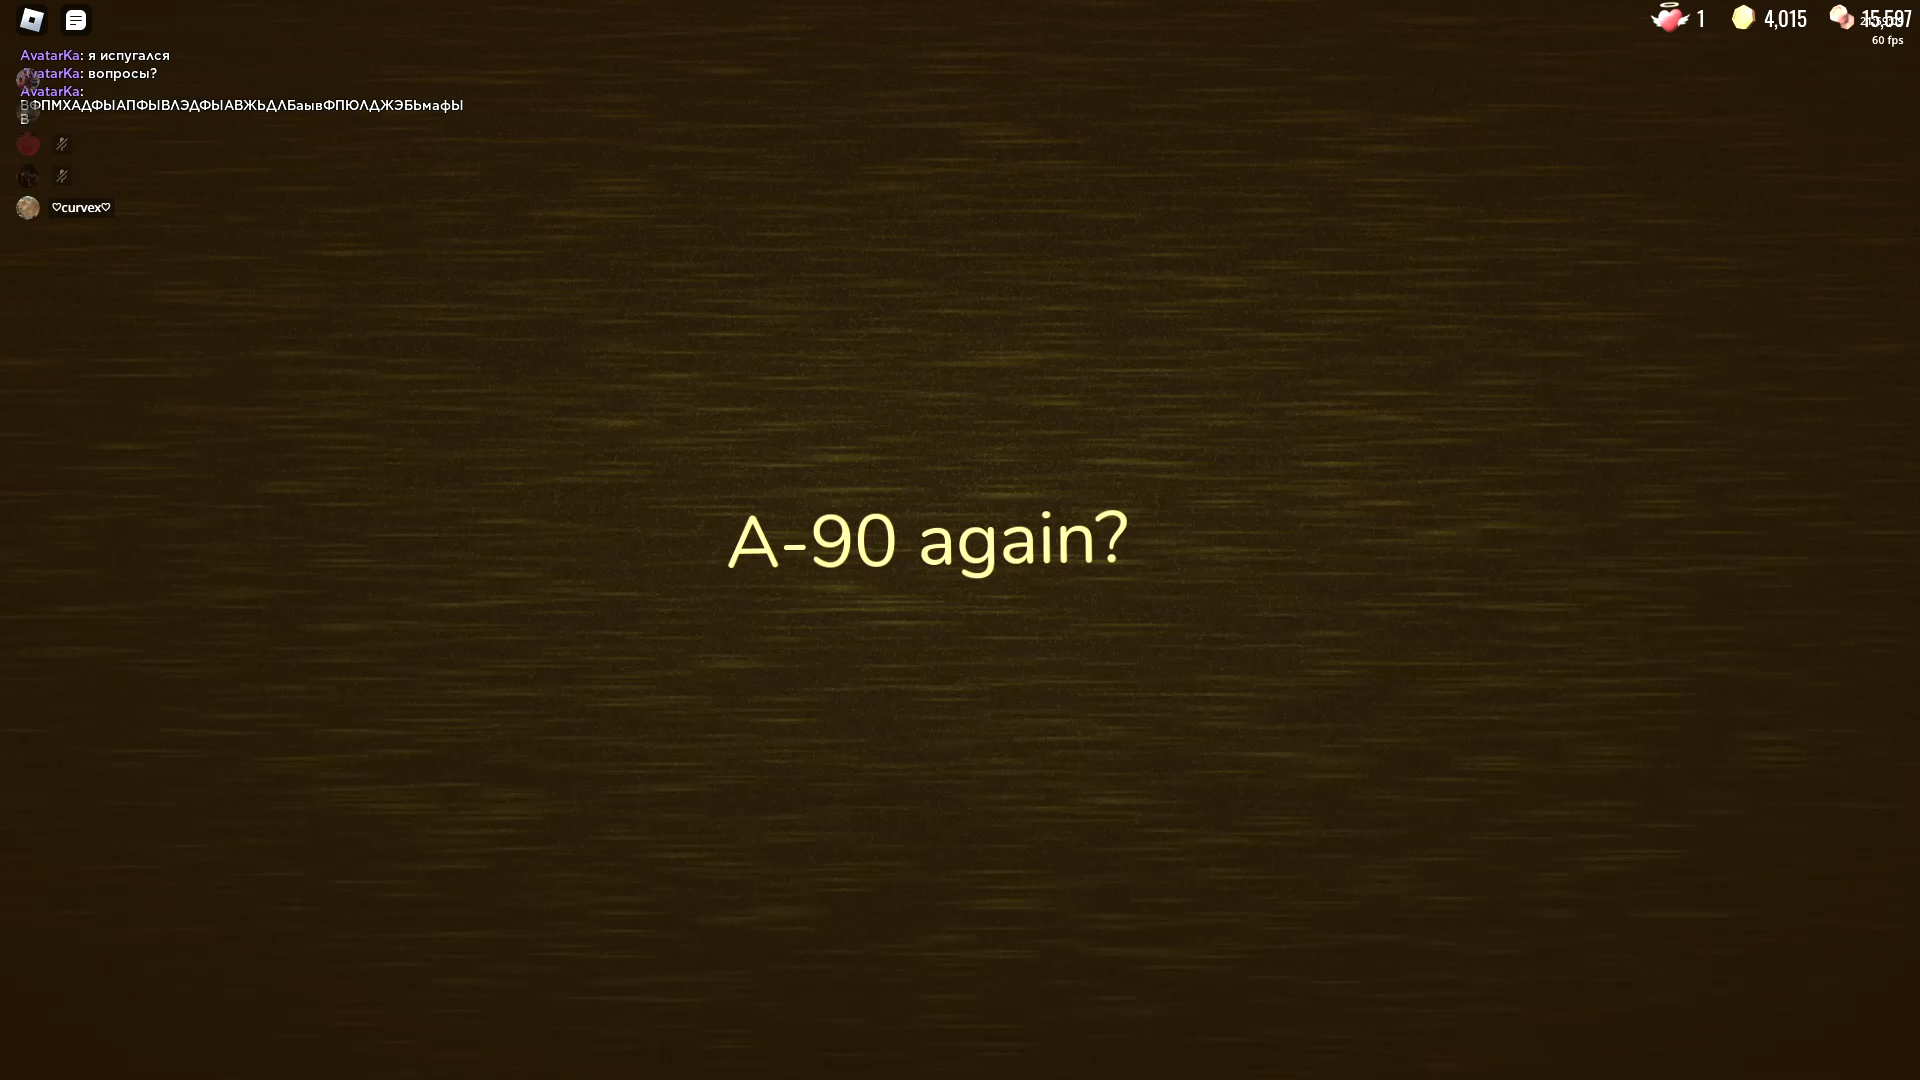 1 4,015 15,597
60 fps
AvatarKa: я испугался
AvatarKa: вопросы?
AvatarKa:
ВФПМХАДФЫАПФЫВЛЭДФЫАВЖЬДЛБаывФПЮЛДЖЭБЬмафЫ
В
♡curvex♡
A-90 again?